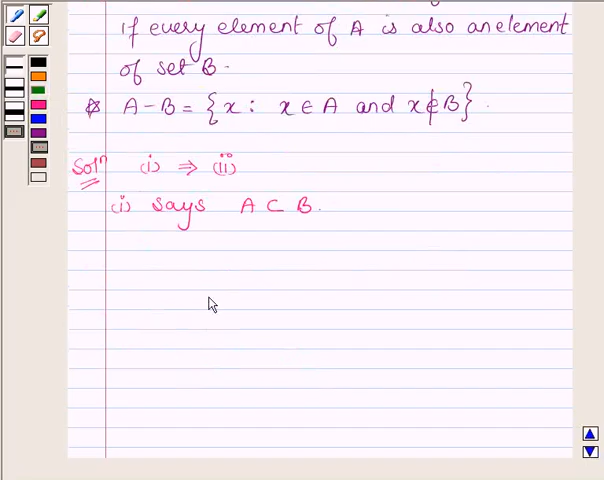 if every element of A is also an element
of set B.
* A-B = {x : x ∈ A and x ∉ B}.
Solⁿ (i) ⇒ (ii)
(i) says A ⊂ B.